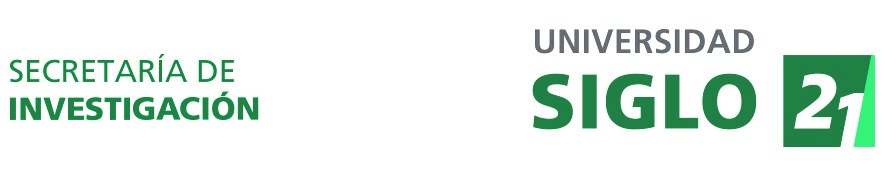 SECRETARÍA DE
INVESTIGACIÓN
UNIVERSIDAD
SIGLO 21